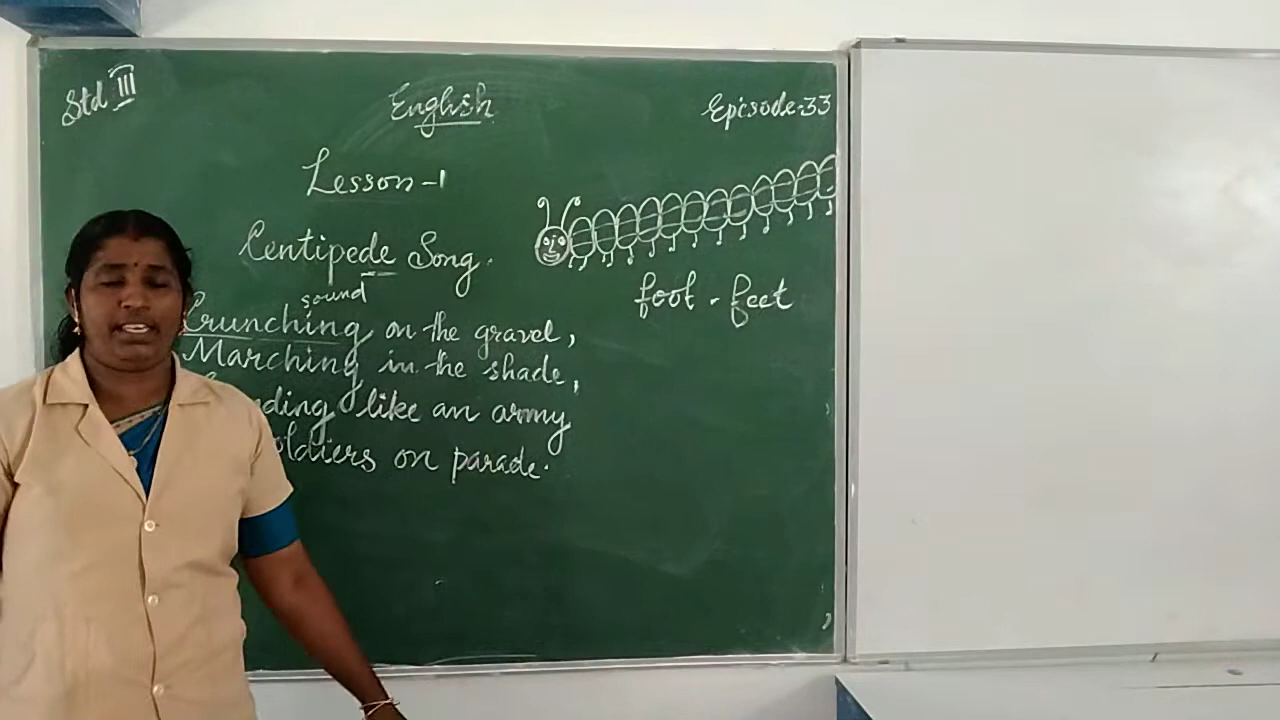 Std III
English
Episode-33
Lesson-1
Centipede Song.
sound
Crunching on the gravel,
Marching in the shade,
like an army
on parade.
foot - feet